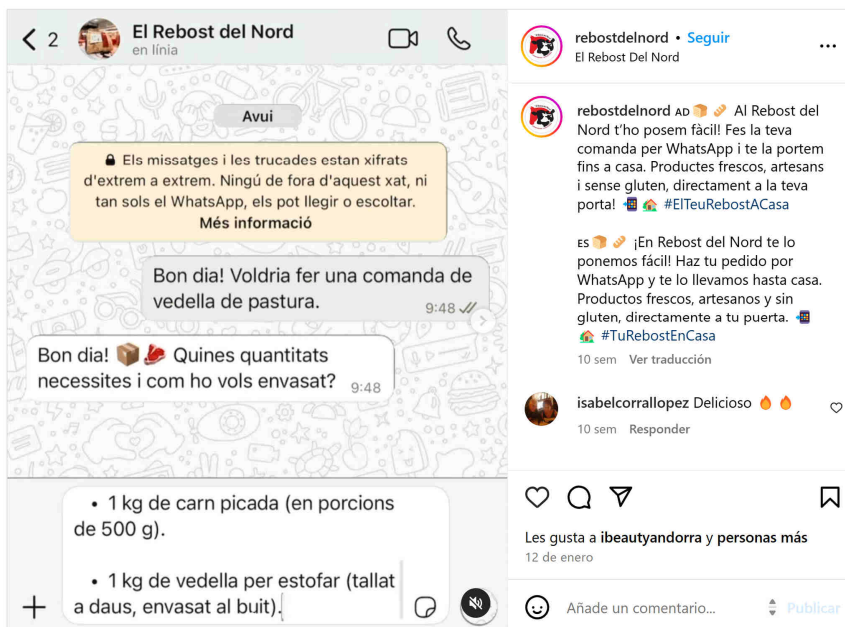 2
El Rebost del Nord
en línia
Avui
Els missatges i les trucades estan xifrats
d'extrem a extrem. Ningú de fora d'aquest xat, ni
tan sols el WhatsApp, els pot llegir o escoltar.
Més informació
Bon dia! Voldria fer una comanda de
vedella de pastura.
9:48
Bon dia! 📦 🥩 Quines quantitats
necessites i com ho vols envasat?
9:48
• 1 kg de carn picada (en porcions
de 500 g).
• 1 kg de vedella per estofar (tallat
a daus, envasat al buit).
rebostdelnord • Seguir
El Rebost Del Nord
rebostdelnord AD 🍞 🥖 Al Rebost del
Nord t'ho posem fàcil! Fes la teva
comanda per WhatsApp i te la portem
fins a casa. Productes frescos, artesans
i sense gluten, directament a la teva
porta! 📲 🏠 #ElTeuRebostACasa
ES 🍞 🥖 ¡En Rebost del Nord te lo
ponemos fácil! Haz tu pedido por
WhatsApp y te lo llevamos hasta casa.
Productos frescos, artesanos y sin
gluten, directamente a tu puerta. 📲
🏠 #TuRebostEnCasa
10 sem Ver traducción
isabelcorrallopez Delicioso 🔥 🔥
10 sem Responder
Les gusta a ibeautyandorra y personas más
12 de enero
Añade un comentario...
Publicar